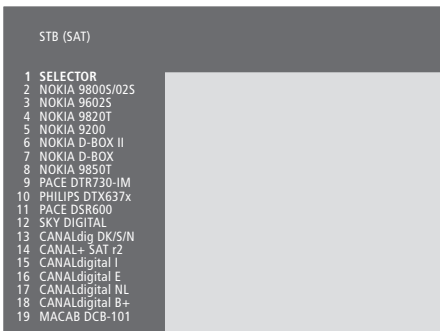 STB (SAT)
1 SELECTOR
2 NOKIA 9800S/02S
3 NOKIA 9602S
4 NOKIA 9820T
5 NOKIA 9200
6 NOKIA D-BOX II
7 NOKIA D-BOX
8 NOKIA 9850T
9 PACE DTR730-IM
10 PHILIPS DTX637x
11 PACE DSR600
12 SKY DIGITAL
13 CANALdig DK/S/N
14 CANAL+ SAT r2
15 CANALdigital I
16 CANALdigital E
17 CANALdigital NL
18 CANALdigital B+
19 MACAB DCB-101